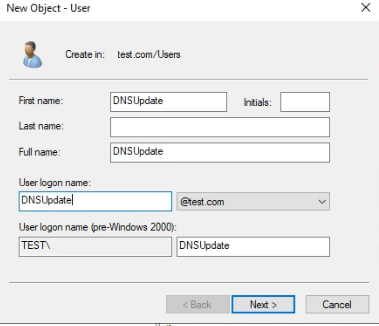 New Object - User
Create in: test.com/Users
First name: DNSUpdate Initials:
Last name:
Full name: DNSUpdate
User logon name:
DNSUpdate @test.com
User logon name (pre-Windows 2000):
TEST\ DNSUpdate
< Back Next > Cancel